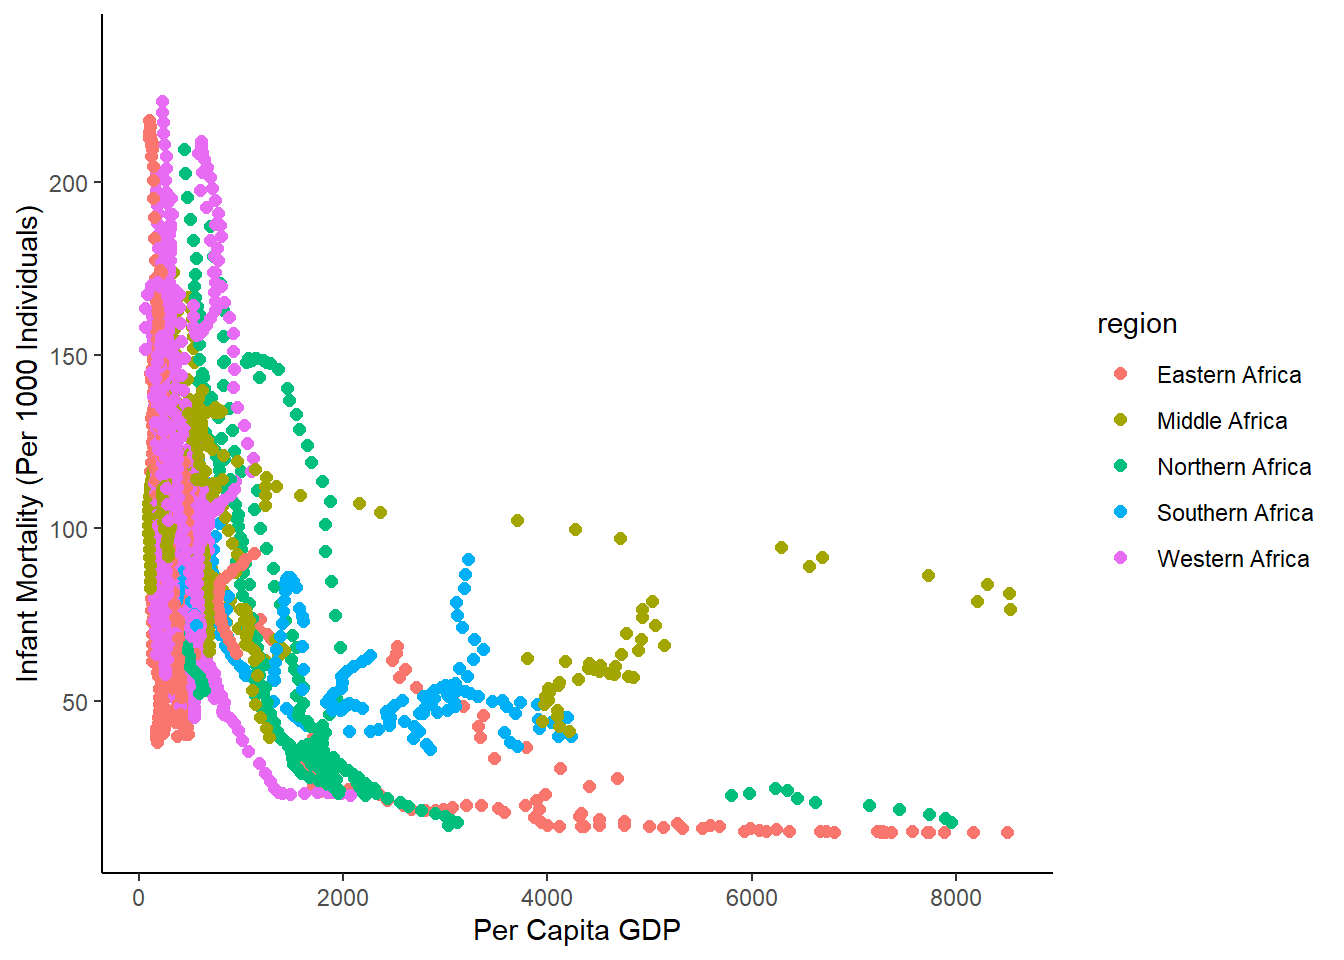 200
150
100
50
Infant Mortality (Per 1000 Individuals)
0
2000
4000
6000
8000
Per Capita GDP
region
Eastern Africa
Middle Africa
Northern Africa
Southern Africa
Western Africa